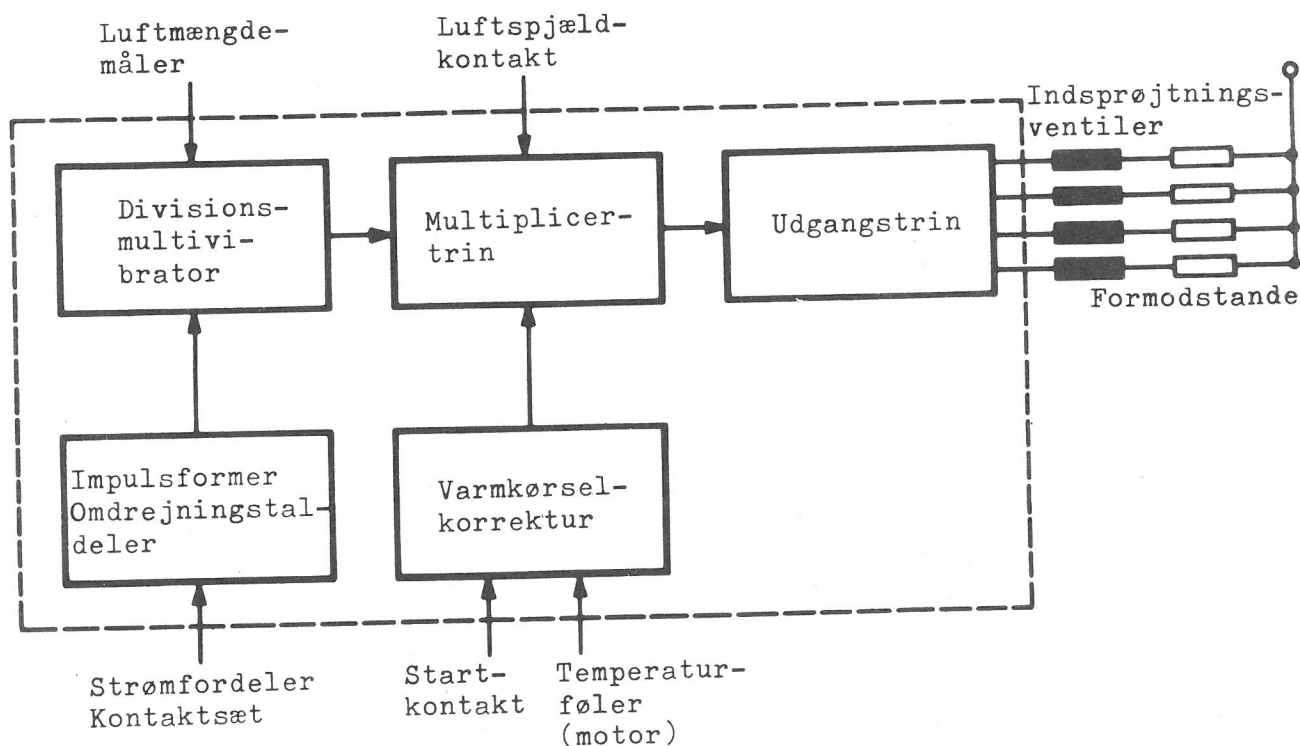 Luftmængde-
måler
Luftspjæld-
kontakt
Indsprøjtnings-
ventiler
Divisions-
multivi-
brator
Multiplicer-
trin
Udgangstrin
Formodstande
Impulsformer
Omdrejningstal-
deler
Varmkørsel-
korrektur
Strømfordeler
Kontaktsæt
Start-
kontakt
Temperatur-
føler
(motor)